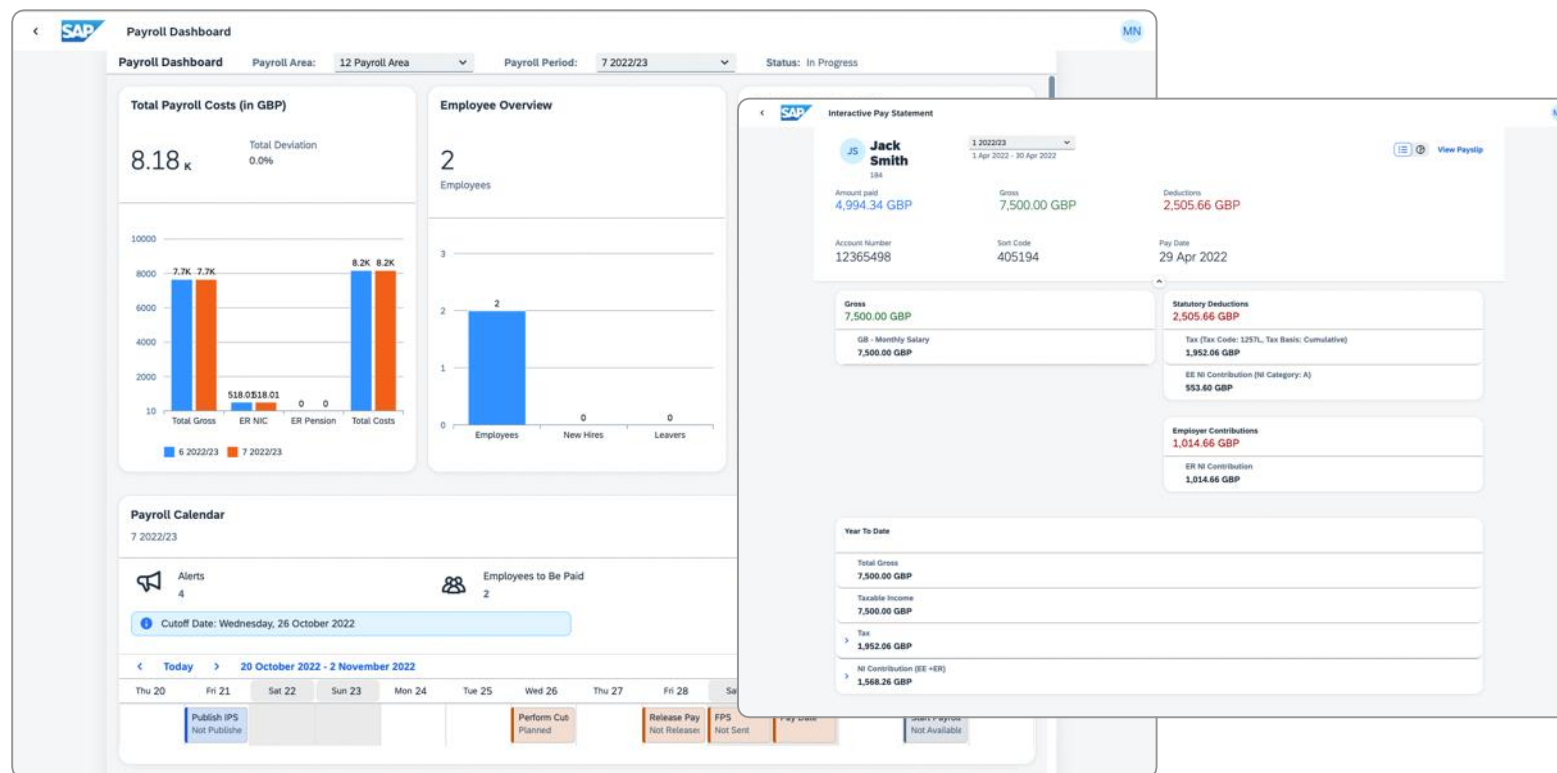 SAP
Payroll Dashboard
MN
Payroll Dashboard
Payroll Area: 12 Payroll Area
Payroll Period: 7 2022/23
Status: In Progress
Total Payroll Costs (in GBP)
8.18 K
Total Deviation
0.0%
10000
8000
6000
4000
2000
10
7.7K 7.7K
518.01 518.01
0 0
8.2K 8.2K
Total Gross ER NIC ER Pension Total Costs
6 2022/23 7 2022/23
Employee Overview
2
Employees
3
2
1
0
2
0
0
Employees New Hires Leavers
Payroll Calendar
7 2022/23
Alerts
4
Employees to Be Paid
2
Cutoff Date: Wednesday, 26 October 2022
Today
20 October 2022 - 2 November 2022
Thu 20 Fri 21 Sat 22 Sun 23 Mon 24 Tue 25 Wed 26 Thu 27 Fri 28
Publish IPS
Not Publishe
Perform Cut
Planned
Release Pay
Not Release
FPS
Not Sent
Pay Date
Start Payroll
Not Available
SAP
Interactive Pay Statement
JS
Jack
Smith
184
1 2022/23
1 Apr 2022 - 30 Apr 2022
View Payslip
Amount paid
4,994.34 GBP
Gross
7,500.00 GBP
Deductions
2,505.66 GBP
Account Number
12365498
Sort Code
405194
Pay Date
29 Apr 2022
Gross
7,500.00 GBP
GB - Monthly Salary
7,500.00 GBP
Statutory Deductions
2,505.66 GBP
Tax (Tax Code: 1257L, Tax Basis: Cumulative)
1,952.06 GBP
EE NI Contribution (NI Category: A)
553.60 GBP
Employer Contributions
1,014.66 GBP
ER NI Contribution
1,014.66 GBP
Year To Date
Total Gross
7,500.00 GBP
Taxable Income
7,500.00 GBP
Tax
1,952.06 GBP
NI Contribution (EE +ER)
1,568.26 GBP